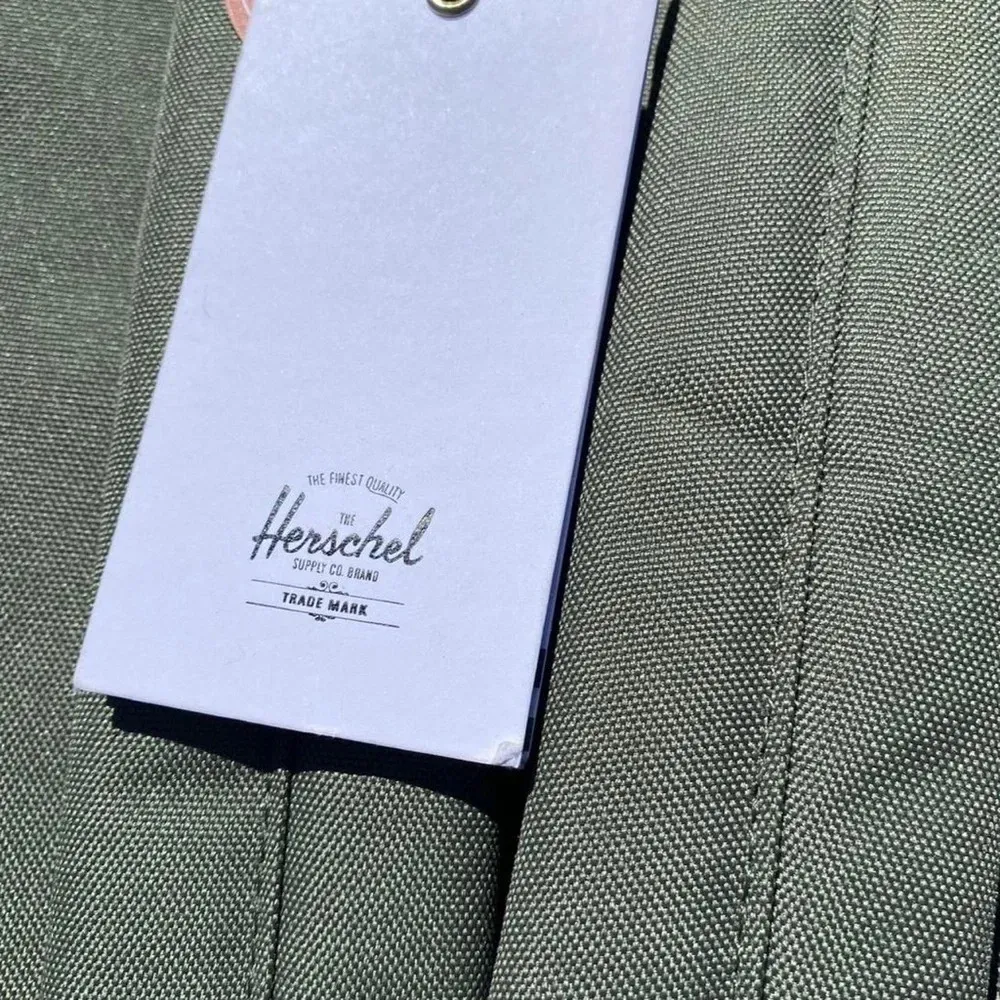 THE FINEST QUALITY
THE
Herschel
SUPPLY CO. BRAND
TRADE MARK